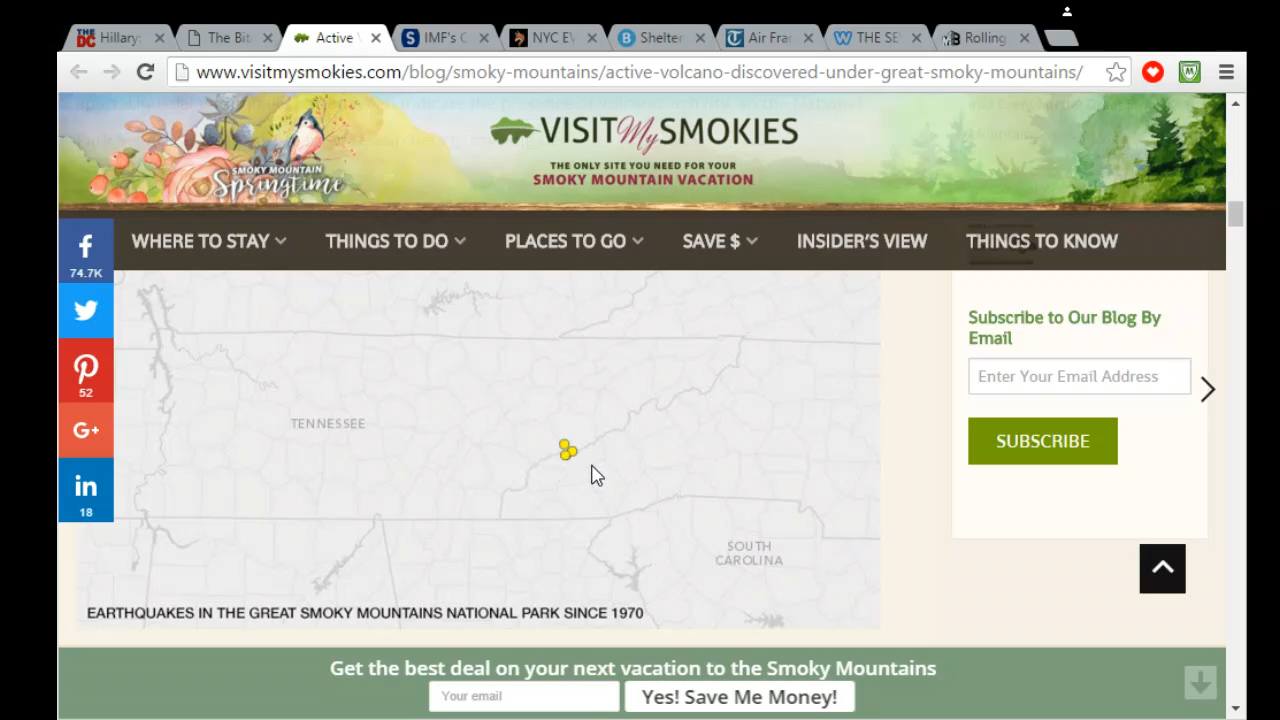 THE DC Hillary:
The Bit
Active
S IMF's C
NYC EV
B Shelter
Air Fra
W THE SE
Rolling
www.visitmysmokies.com/blog/smoky-mountains/active-volcano-discovered-under-great-smoky-mountains/
SMOKY MOUNTAIN
Springtime
VISIT My SMOKIES
THE ONLY SITE YOU NEED FOR YOUR
SMOKY MOUNTAIN VACATION
WHERE TO STAY
THINGS TO DO
PLACES TO GO
SAVE $
INSIDER'S VIEW
THINGS TO KNOW
74.7K
52
G+
in
18
TENNESSEE
SOUTH
CAROLINA
EARTHQUAKES IN THE GREAT SMOKY MOUNTAINS NATIONAL PARK SINCE 1970
Subscribe to Our Blog By
Email
Enter Your Email Address
SUBSCRIBE
Get the best deal on your next vacation to the Smoky Mountains
Your email
Yes! Save Me Money!